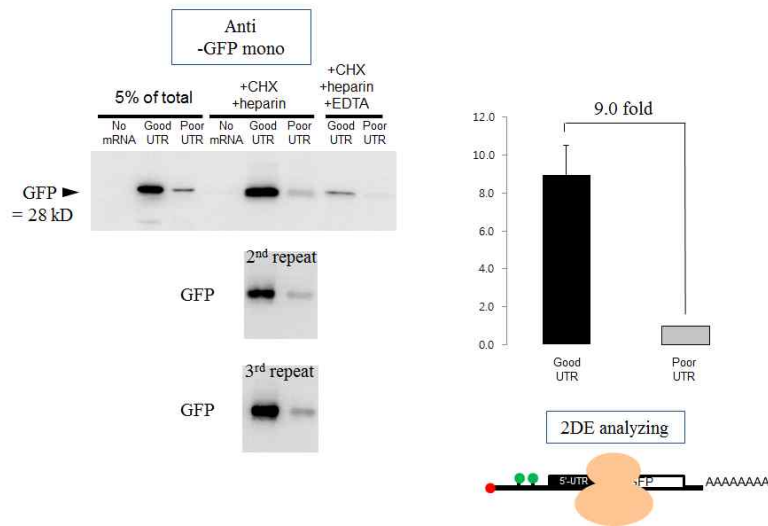 Anti
-GFP mono
5% of total
+CHX
+heparin
+CHX
+heparin
+EDTA
No
mRNA
Good
UTR
Poor
UTR
No
mRNA
Good
UTR
Poor
UTR
Good
UTR
Poor
UTR
GFP
= 28 kD
2nd repeat
GFP
3rd repeat
GFP
9.0 fold
12.0
10.0
8.0
6.0
4.0
2.0
0.0
Good
UTR
Poor
UTR
2DE analyzing
5'-UTR
AAAAAAAA